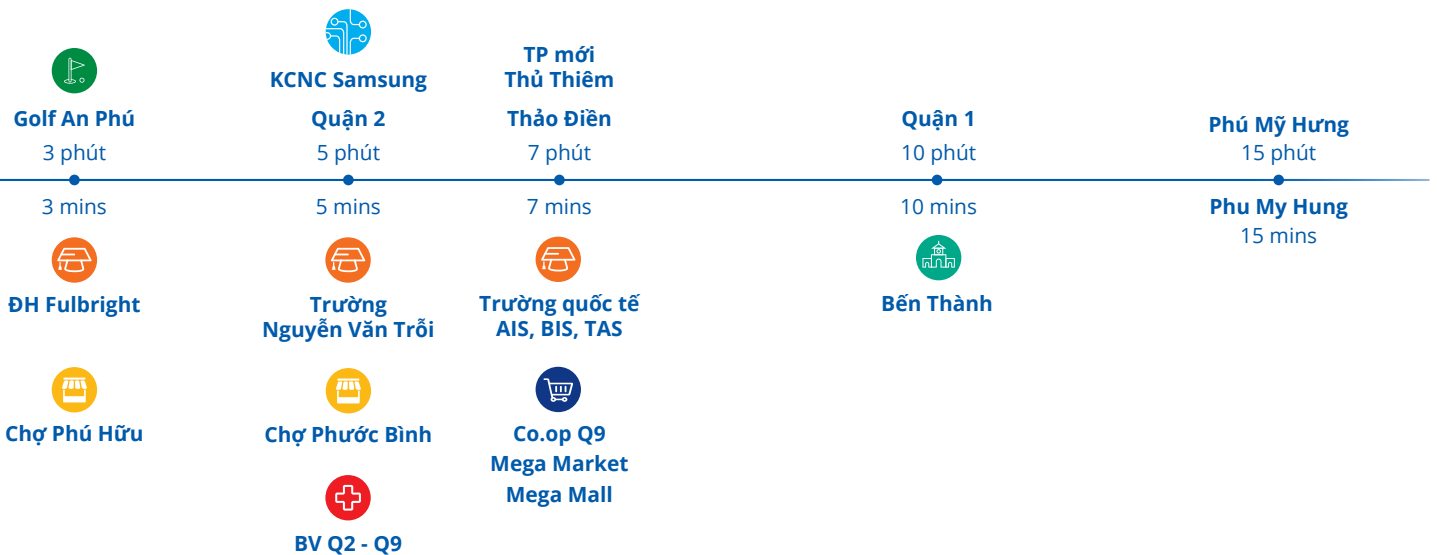 Golf An Phú
3 phút
3 mins
ĐH Fulbright
Chợ Phú Hữu
KCNC Samsung
Quận 2
5 phút
5 mins
Trường
Nguyễn Văn Trỗi
Chợ Phước Bình
BV Q2 - Q9
TP mới
Thủ Thiêm
Thảo Điền
7 phút
7 mins
Trường quốc tế
AIS, BIS, TAS
Co.op Q9
Mega Market
Mega Mall
Quận 1
10 phút
10 mins
Bến Thành
Phú Mỹ Hưng
15 phút
Phu My Hung
15 mins